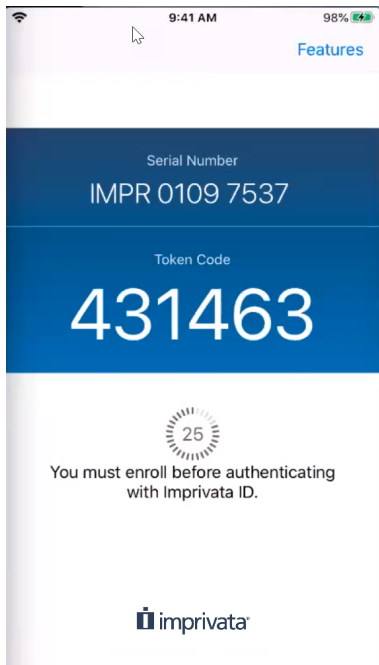 9:41 AM
98%
Features
Serial Number
IMPR 0109 7537
Token Code
431463
25
You must enroll before authenticating
with Imprivata ID.
imprivata®